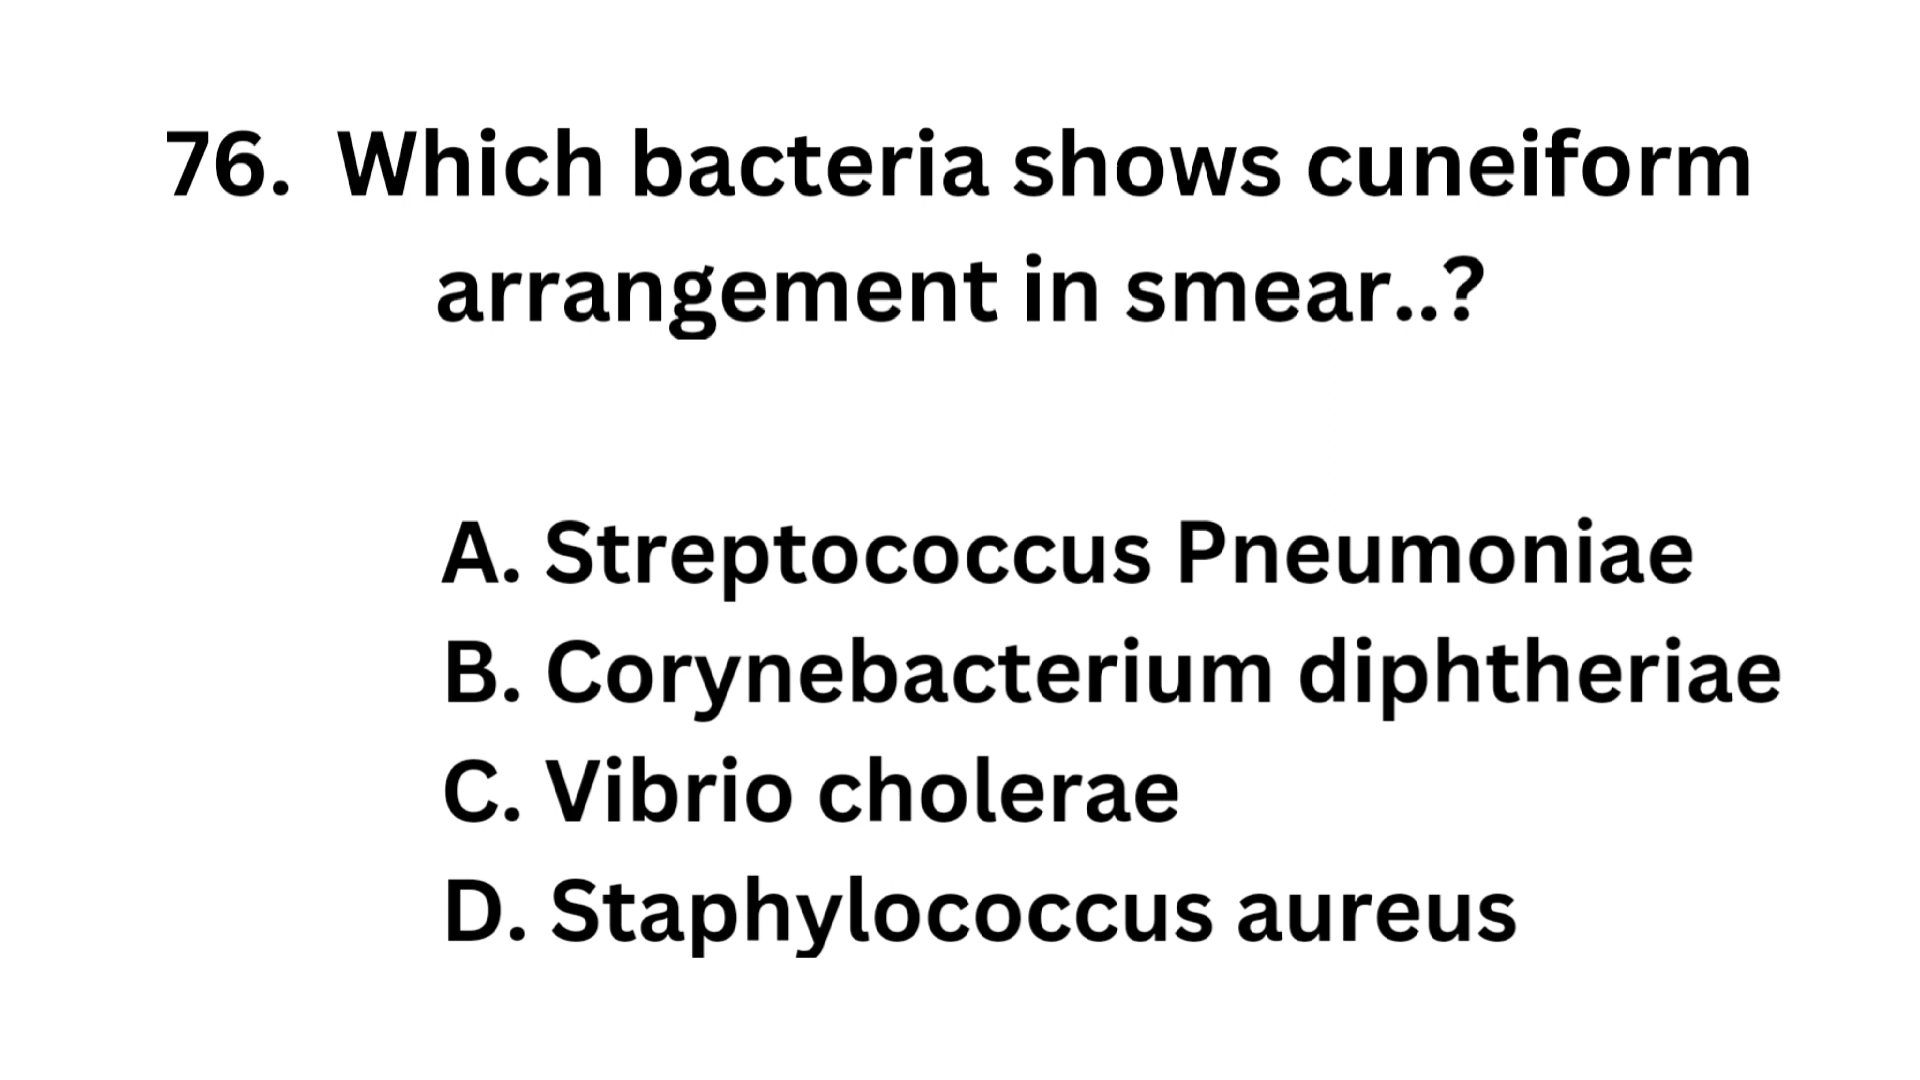 76. Which bacteria shows cuneiform
arrangement in smear..?
A. Streptococcus Pneumoniae
B. Corynebacterium diphtheriae
C. Vibrio cholerae
D. Staphylococcus aureus